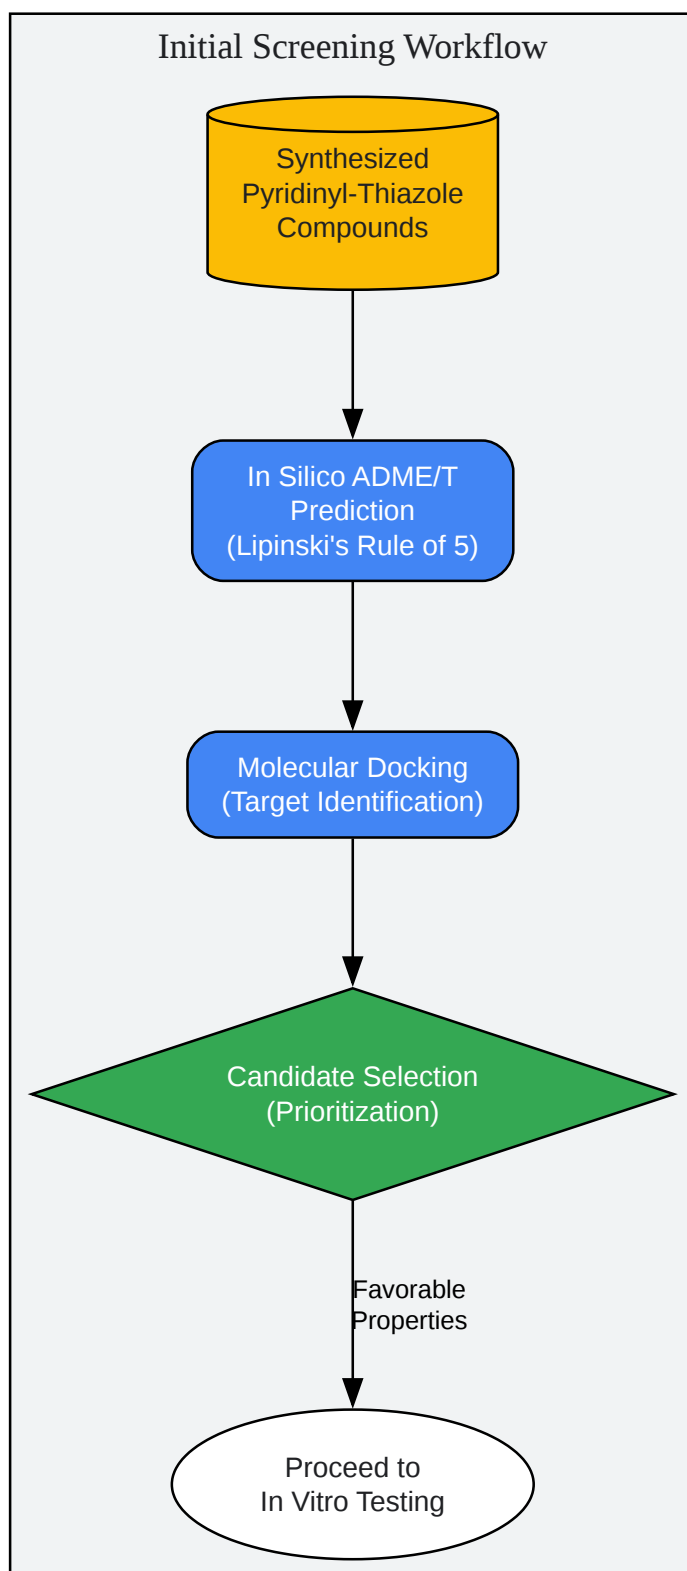 Initial Screening Workflow
Synthesized
Pyridinyl-Thiazole
Compounds
In Silico ADME/T
Prediction
(Lipinski's Rule of 5)
Molecular Docking
(Target Identification)
Candidate Selection
(Prioritization)
Favorable
Properties
Proceed to
In Vitro Testing